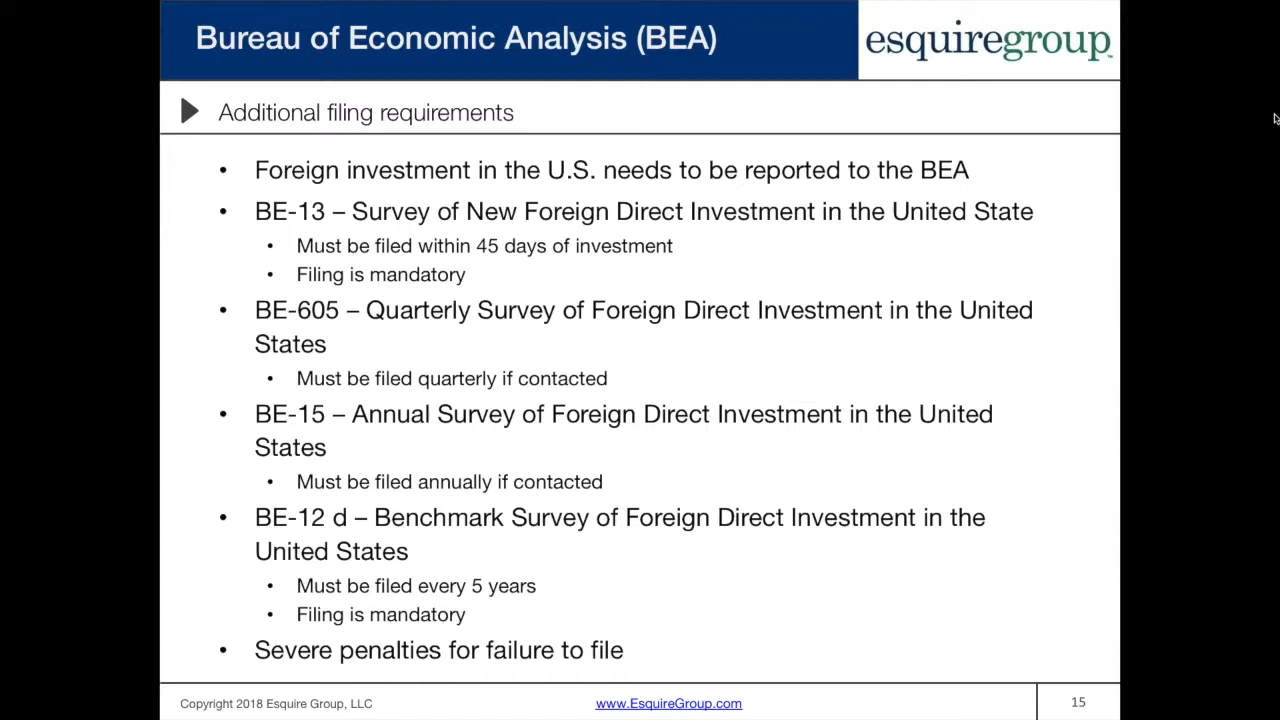 Bureau of Economic Analysis (BEA)
esquiregroup™
Additional filing requirements
• Foreign investment in the U.S. needs to be reported to the BEA
• BE-13 – Survey of New Foreign Direct Investment in the United State
• Must be filed within 45 days of investment
• Filing is mandatory
• BE-605 – Quarterly Survey of Foreign Direct Investment in the United
States
• Must be filed quarterly if contacted
• BE-15 – Annual Survey of Foreign Direct Investment in the United
States
• Must be filed annually if contacted
• BE-12 d – Benchmark Survey of Foreign Direct Investment in the
United States
• Must be filed every 5 years
• Filing is mandatory
• Severe penalties for failure to file
Copyright 2018 Esquire Group, LLC
www.EsquireGroup.com
15